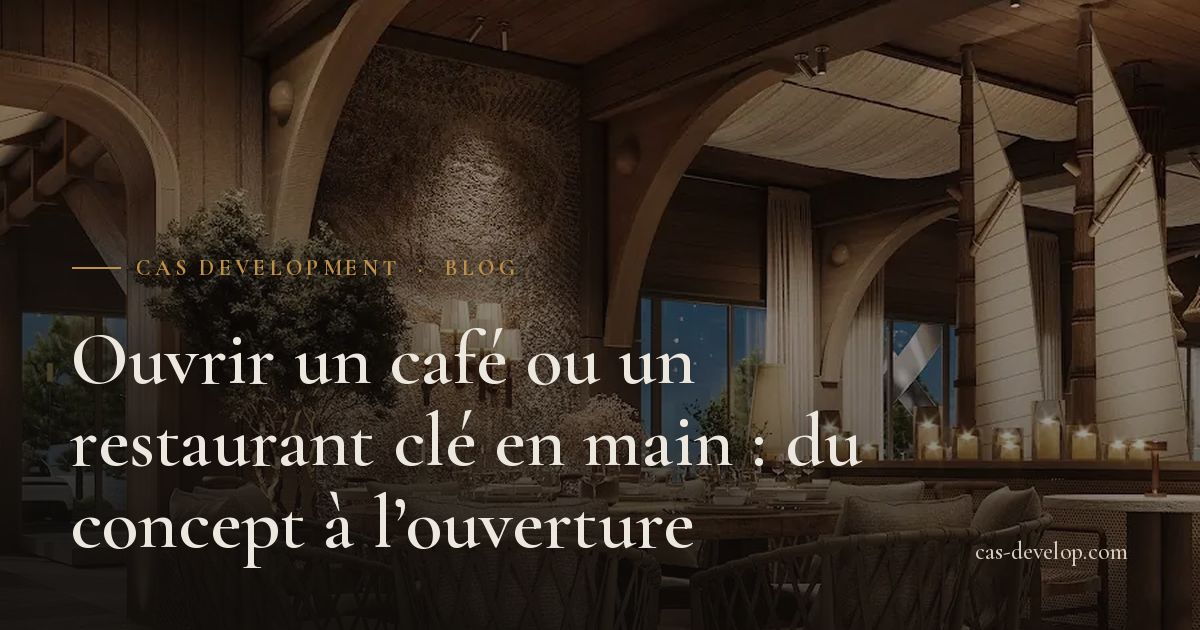 CAS DEVELOPMENT · BLOG
Ouvrir un café ou un
restaurant clé en main : du
concept à l’ouverture
cas-develop.com